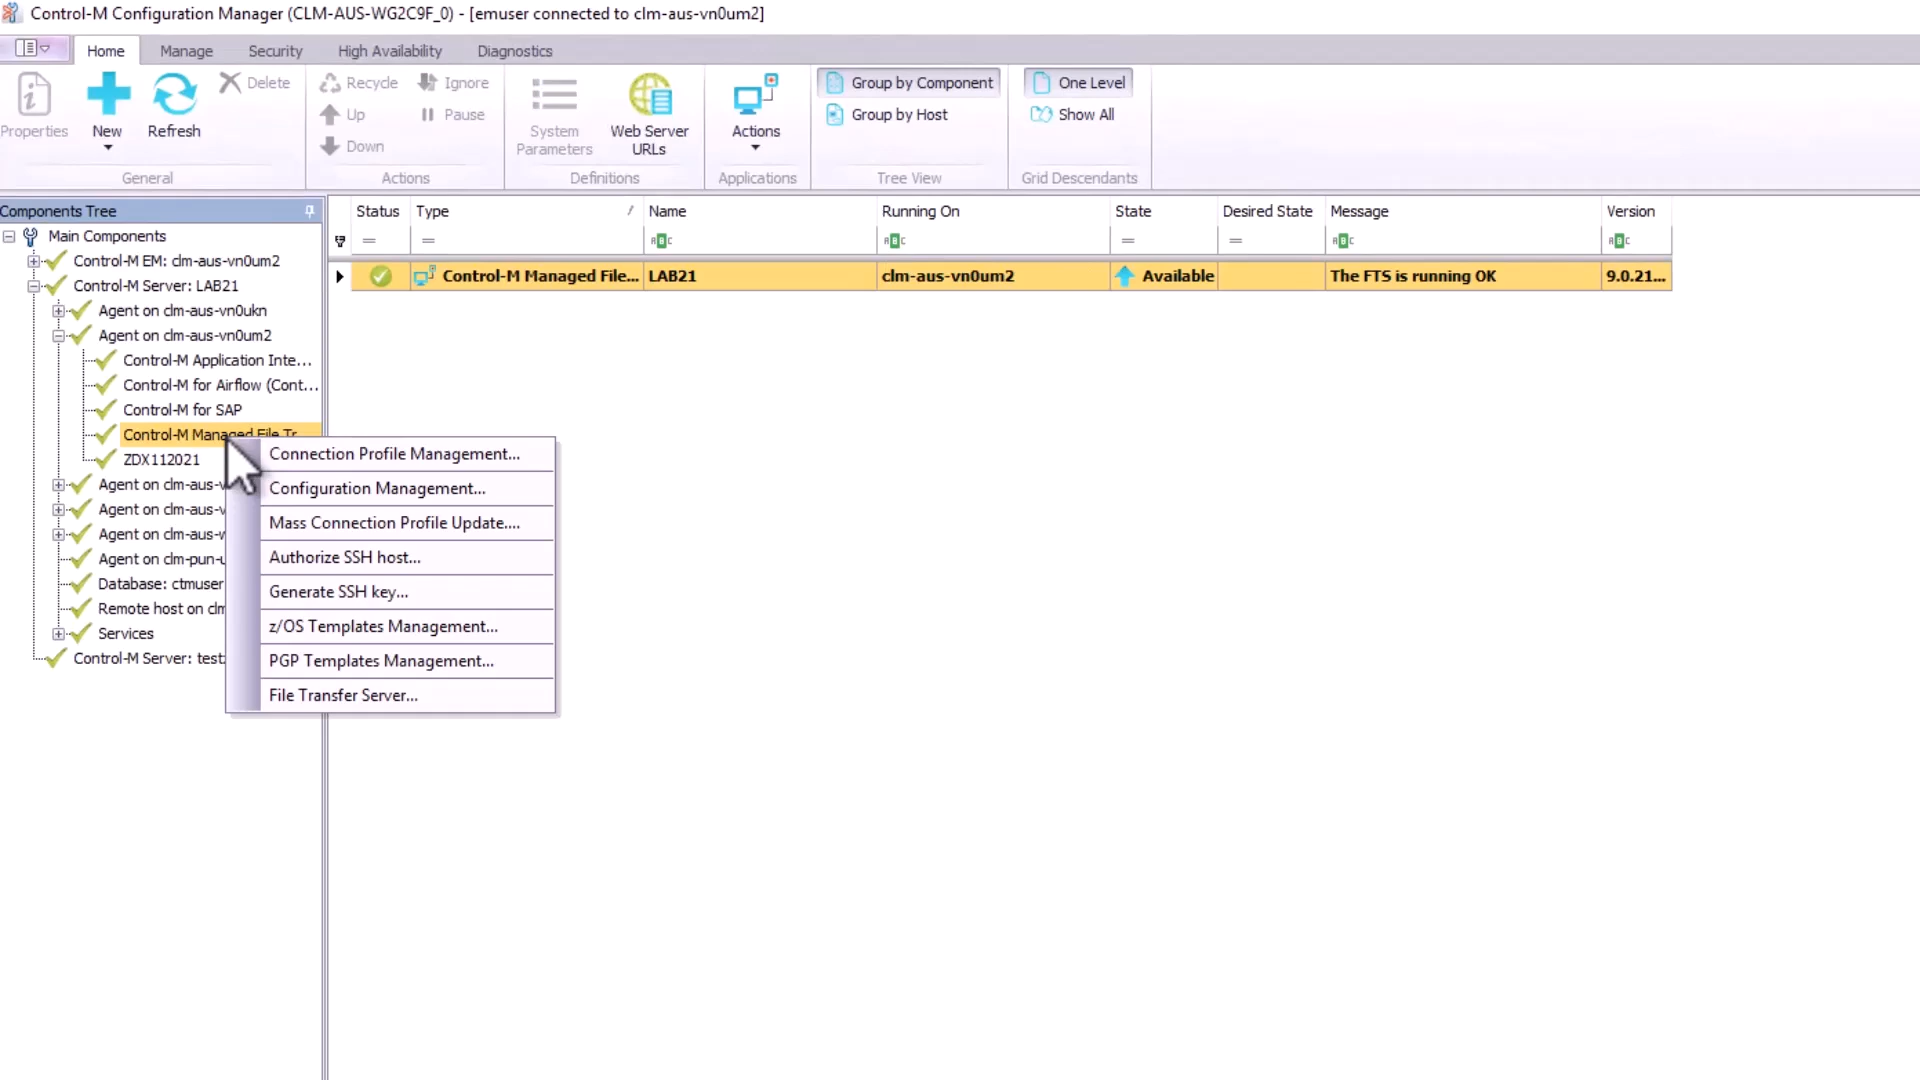 Control-M Configuration Manager (CLM-AUS-WG2C9F_0) - [emuser connected to clm-aus-vn0um2]
Home Manage Security High Availability Diagnostics
Properties
New
Refresh
Delete
General
Recycle
Ignore
Up
Pause
Down
Actions
System Parameters
Web Server URLs
Definitions
Actions
Applications
Group by Component
Group by Host
Tree View
One Level
Show All
Grid Descendants
Components Tree
Main Components
Control-M EM: clm-aus-vn0um2
Control-M Server: LAB21
Agent on clm-aus-vn0ukn
Agent on clm-aus-vn0um2
Control-M Application Inte...
Control-M for Airflow (Cont...
Control-M for SAP
Control-M Managed File Tr...
ZDX112021
Agent on clm-aus-v
Agent on clm-aus-v
Agent on clm-aus-v
Agent on clm-pun-u
Database: ctmuser
Remote host on clm
Services
Control-M Server: test
Connection Profile Management...
Configuration Management...
Mass Connection Profile Update....
Authorize SSH host...
Generate SSH key...
z/OS Templates Management...
PGP Templates Management...
File Transfer Server...
Status Type / Name Running On State Desired State Message Version
= = ABC ABC = = ABC ABC
Control-M Managed File... LAB21 clm-aus-vn0um2 Available The FTS is running OK 9.0.21...